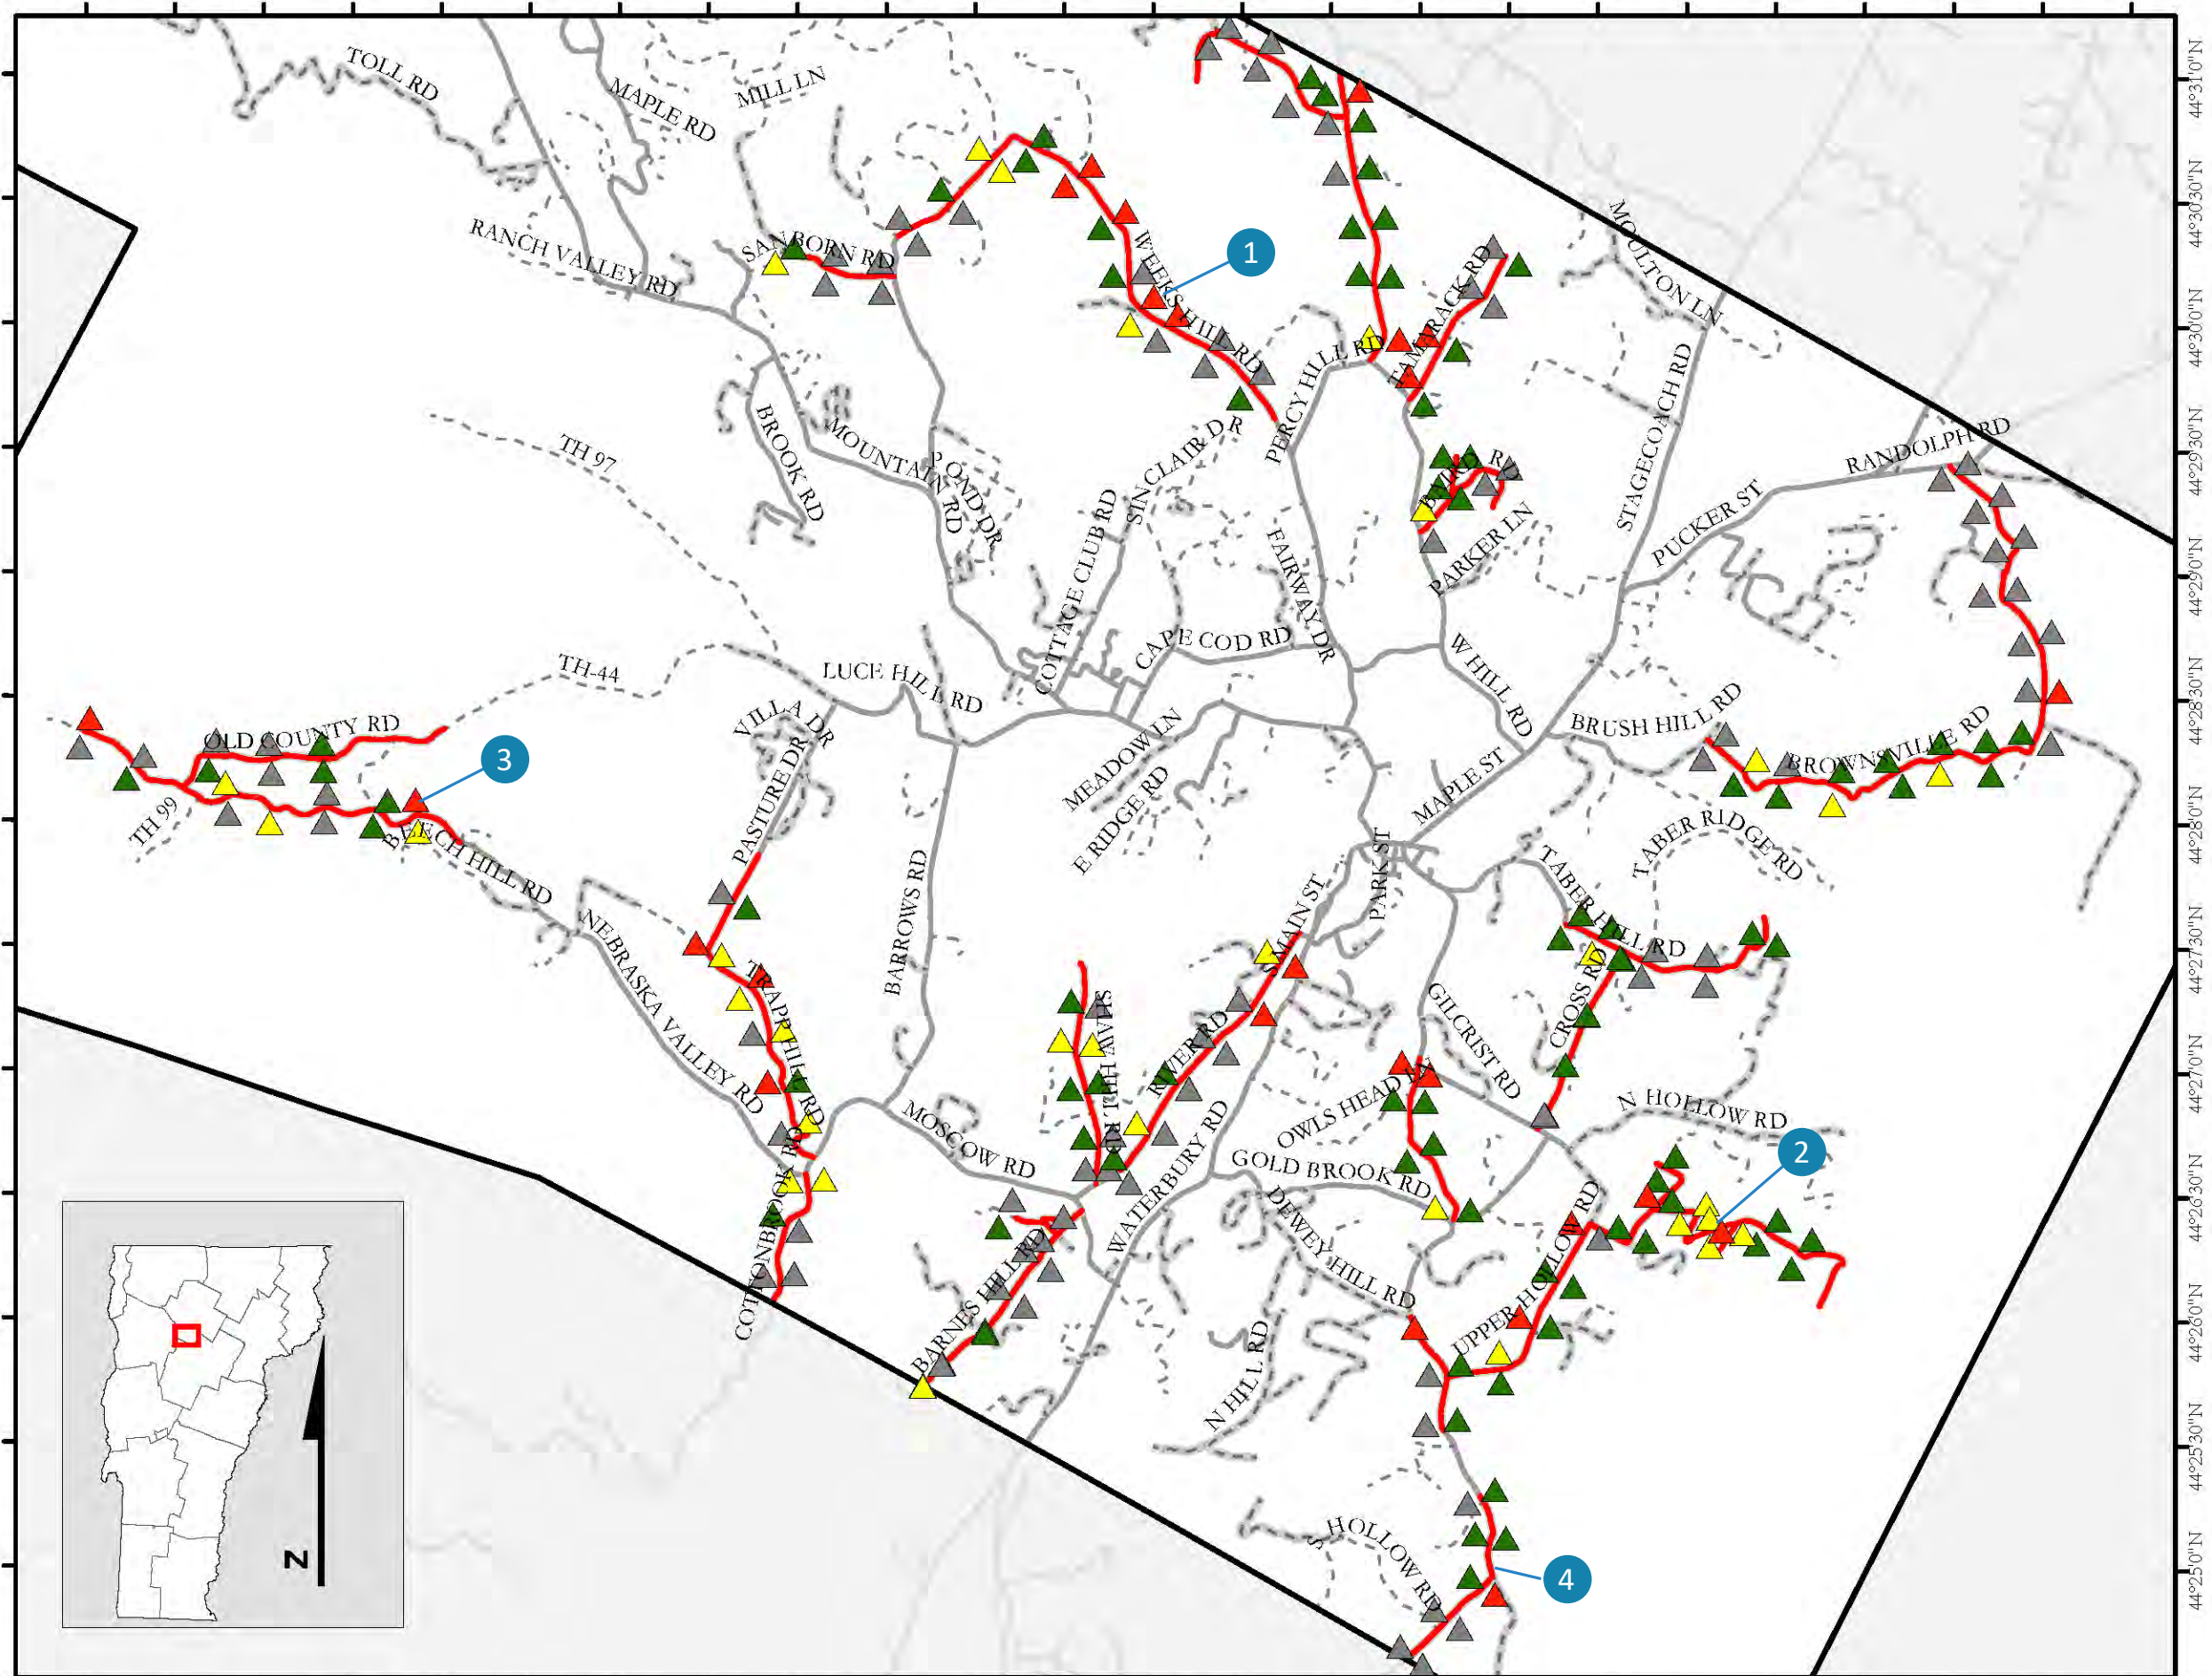 TOLL RD
MAPLE RD
MILL LN
RANCH VALLEY RD
SANBORN RD
WEEKS HILL RD
1
MOULTON LN
TAMARACK RD
PERCY HILL RD
STAGECOACH RD
BROOK RD
MOUNTAIN RD
POND DR
TH 97
SINCLAIR DR
COTTAGE CLUB RD
FAIRWAY DR
PARKER LN
PUCKER ST
RANDOLPH RD
CAPE COD RD
W HILL RD
TH-44
LUCE HILL RD
VILLA DR
PASTURE DR
OLD COUNTY RD
3
TH 99
BEECH HILL RD
MEADOW LN
E RIDGE RD
MAPLE ST
BRUSH HILL RD
BROWNSVILLE RD
TABER RIDGE RD
TABER HILL RD
PARK ST
S MAIN ST
BARROWS RD
NEBRASKA VALLEY RD
TRAPP HILL RD
SHAW HILL RD
RIVER RD
GILCRIST RD
CROSS RD
OWLS HEAD LN
N HOLLOW RD
2
MOSCOW RD
WATERBURY RD
GOLD BROOK RD
DEWEY HILL RD
UPPER HOLLOW RD
COTTONBROOK RD
BARNES HILL RD
N HILL RD
S HOLLOW RD
4
N
44°31'0"N
44°30'30"N
44°30'0"N
44°29'30"N
44°29'0"N
44°28'30"N
44°28'0"N
44°27'30"N
44°27'0"N
44°26'30"N
44°26'0"N
44°25'30"N
44°25'0"N